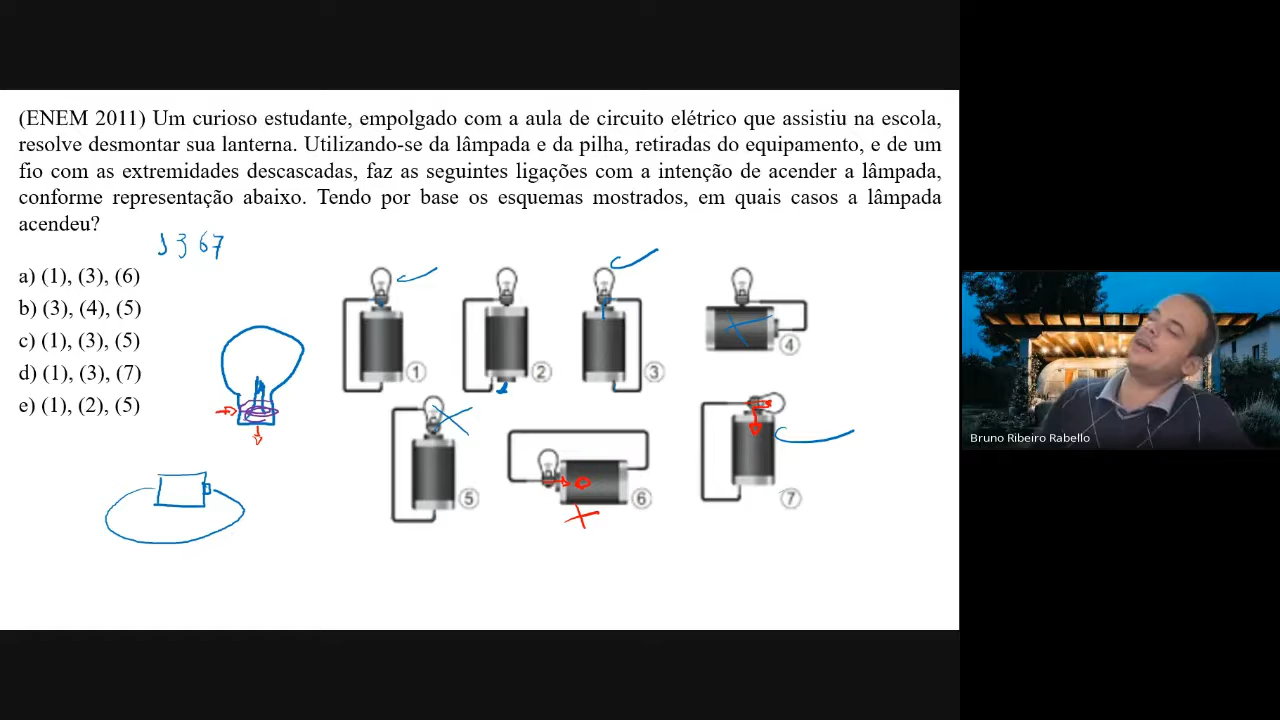 (ENEM 2011) Um curioso estudante, empolgado com a aula de circuito elétrico que assistiu na escola,
resolve desmontar sua lanterna. Utilizando-se da lâmpada e da pilha, retiradas do equipamento, e de um
fio com as extremidades descascadas, faz as seguintes ligações com a intenção de acender a lâmpada,
conforme representação abaixo. Tendo por base os esquemas mostrados, em quais casos a lâmpada
acendeu?
1 3 6 7
a) (1), (3), (6)
b) (3), (4), (5)
c) (1), (3), (5)
d) (1), (3), (7)
e) (1), (2), (5)
1
2
3
4
5
6
7
Bruno Ribeiro Rabello